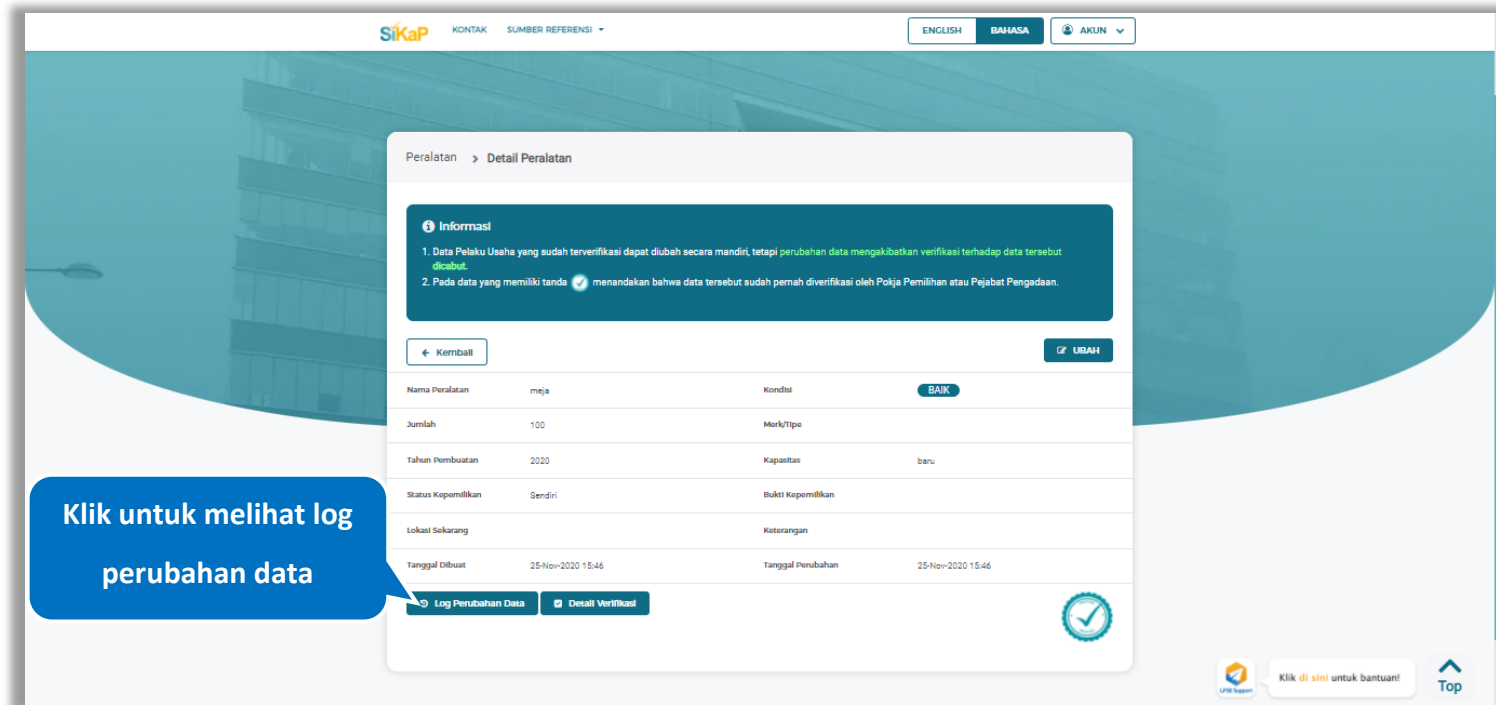 SiKaP KONTAK SUMBER REFERENSI ENGLISH BAHASA AKUN
Peralatan > Detail Peralatan
Informasi
1. Data Pelaku Usaha yang sudah terverifikasi dapat diubah secara mandiri, tetapi perubahan data mengakibatkan verifikasi terhadap data tersebut
dicabut.
2. Pada data yang memiliki tanda menandakan bahwa data tersebut sudah pernah diverifikasi oleh Pokja Pemilihan atau Pejabat Pengadaan.
Kembali UBAH
Nama Peralatan meja Kondisi BAIK
Jumlah 100 Merk/Tipe
Tahun Pembuatan 2020 Kapasitas baru
Status Kepemilikan Sendiri Bukti Kepemilikan
Lokasi Sekarang Keterangan
Tanggal Dibuat 25-Nov-2020 15:46 Tanggal Perubahan 25-Nov-2020 15:46
Log Perubahan Data Detail Verifikasi
Klik untuk melihat log
perubahan data
LPSE Support Klik di sini untuk bantuan! Top